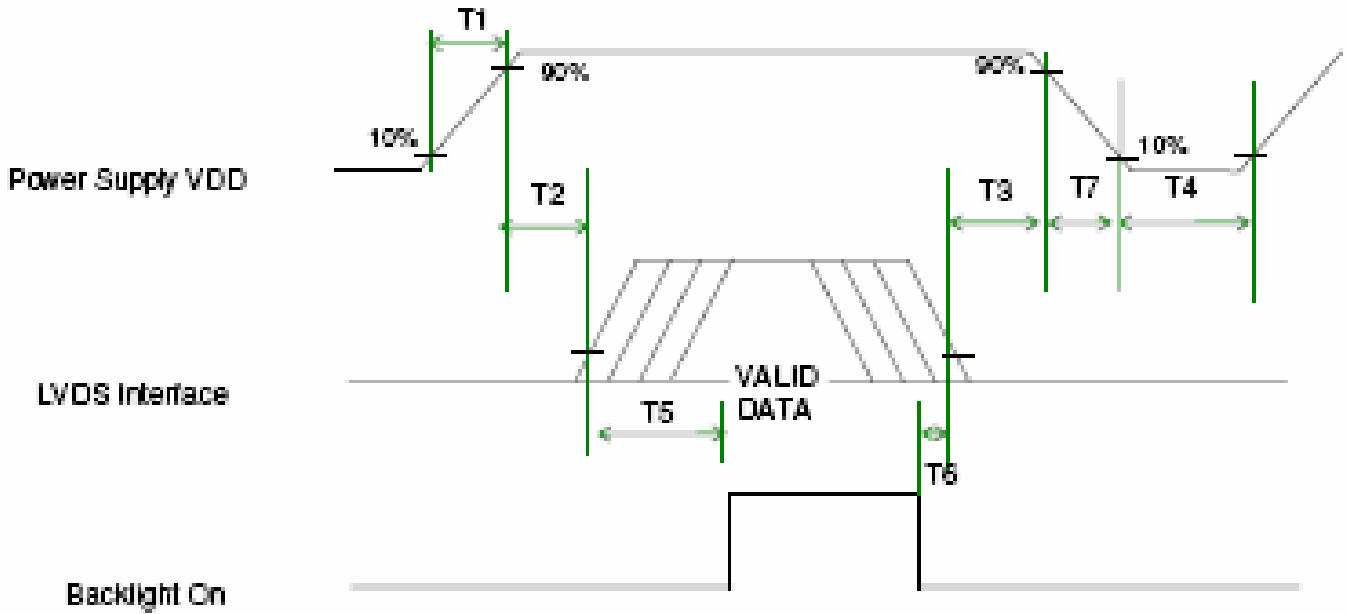 T1
90%
90%
10%
10%
Power Supply VDD
T2
T3
T7
T4
VALID
DATA
LVDS Interface
T5
T6
Backlight On